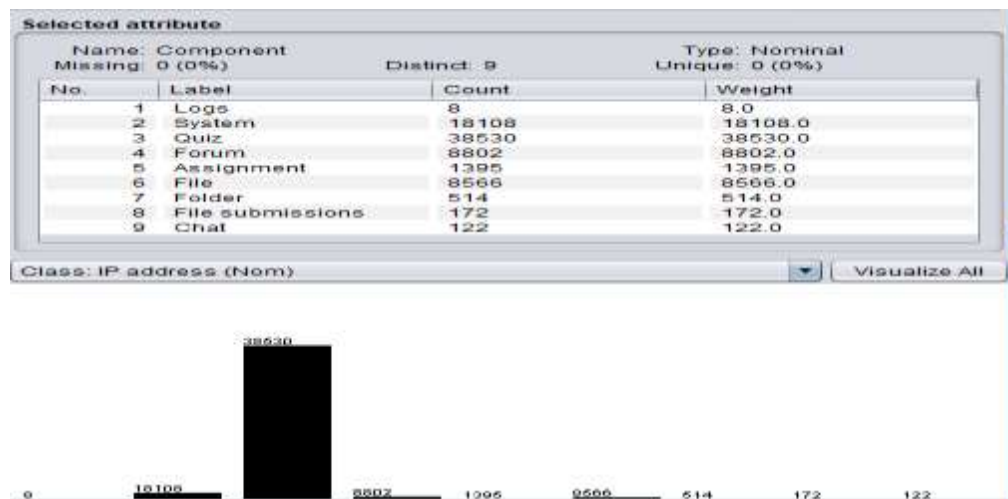 Selected attribute
Name: Component Type: Nominal
Missing: 0 (0%) Distinct: 9 Unique: 0 (0%)
No. Label Count Weight
1 Logs 8 8.0
2 System 18108 18108.0
3 Quiz 38530 38530.0
4 Forum 8802 8802.0
5 Assignment 1395 1395.0
6 File 8566 8566.0
7 Folder 514 514.0
8 File submissions 172 172.0
9 Chat 122 122.0
Class: IP address (Nom) Visualize All
38530
8 18108 8802 1395 8566 514 172 122